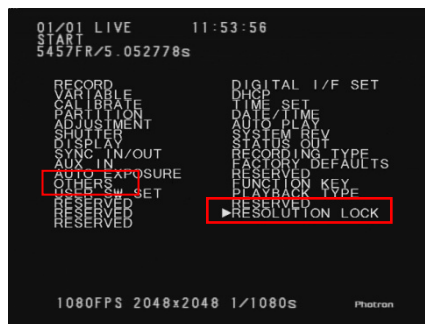 01/01 LIVE 11:53:56
START
5457FR/5.052778s
RECORD
VARIABLE
CALIBRATE
PARTITION
ADJUSTMENT
SHUTTER
DISPLAY
SYNC IN/OUT
AUX IN
AUTO EXPOSURE
OTHERS
USER SW SET
RESERVED
RESERVED
RESERVED
DIGITAL I/F SET
DHCP
TIME SET
DATE/TIME
AUTO PLAY
SYSTEM REV
STATUS OUT
RECORDING TYPE
FACTORY DEFAULTS
RESERVED
FUNCTION KEY
PLAYBACK TYPE
RESERVED
▶RESOLUTION LOCK
1080FPS 2048x2048 1/1080s Photron